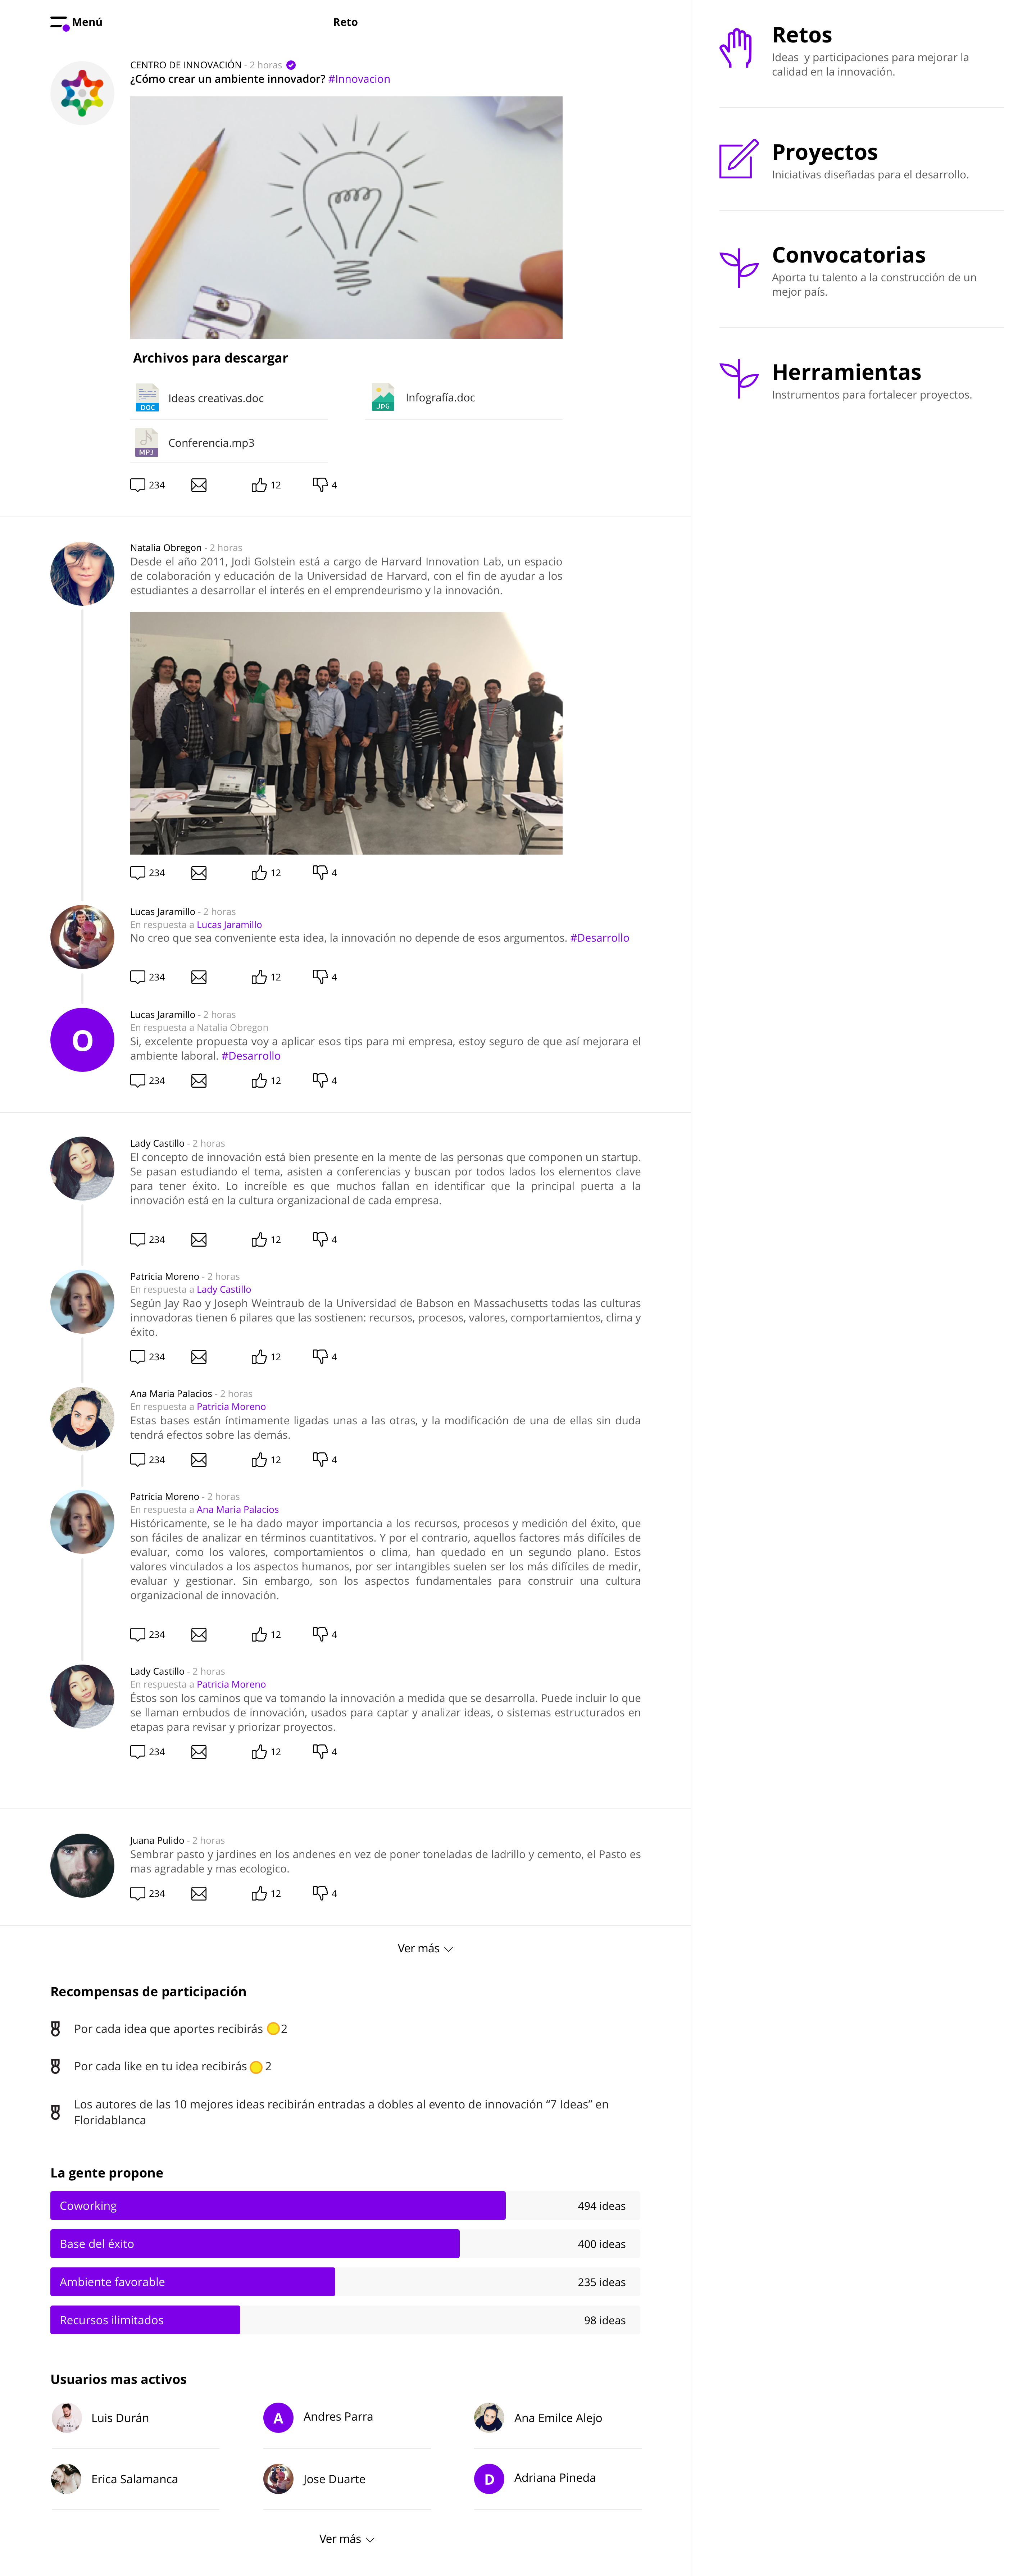 Menú
Reto
CENTRO DE INNOVACIÓN - 2 horas
¿Cómo crear un ambiente innovador? #Innovacion
Archivos para descargar
DOC
Ideas creativas.doc
JPG
Infografía.doc
MP3
Conferencia.mp3
234 12 4
Natalia Obregon - 2 horas
Desde el año 2011, Jodi Golstein está a cargo de Harvard Innovation Lab, un espacio
de colaboración y educación de la Universidad de Harvard, con el fin de ayudar a los
estudiantes a desarrollar el interés en el emprendeurismo y la innovación.
234 12 4
Lucas Jaramillo - 2 horas
En respuesta a Lucas Jaramillo
No creo que sea conveniente esta idea, la innovación no depende de esos argumentos. #Desarrollo
234 12 4
O
Lucas Jaramillo - 2 horas
En respuesta a Natalia Obregon
Si, excelente propuesta voy a aplicar esos tips para mi empresa, estoy seguro de que así mejorara el
ambiente laboral. #Desarrollo
234 12 4
Lady Castillo - 2 horas
El concepto de innovación está bien presente en la mente de las personas que componen un startup.
Se pasan estudiando el tema, asisten a conferencias y buscan por todos lados los elementos clave
para tener éxito. Lo increíble es que muchos fallan en identificar que la principal puerta a la
innovación está en la cultura organizacional de cada empresa.
234 12 4
Patricia Moreno - 2 horas
En respuesta a Lady Castillo
Según Jay Rao y Joseph Weintraub de la Universidad de Babson en Massachusetts todas las culturas
innovadoras tienen 6 pilares que las sostienen: recursos, procesos, valores, comportamientos, clima y
éxito.
234 12 4
Ana Maria Palacios - 2 horas
En respuesta a Patricia Moreno
Estas bases están íntimamente ligadas unas a las otras, y la modificación de una de ellas sin duda
tendrá efectos sobre las demás.
234 12 4
Patricia Moreno - 2 horas
En respuesta a Ana Maria Palacios
Históricamente, se le ha dado mayor importancia a los recursos, procesos y medición del éxito, que
son fáciles de analizar en términos cuantitativos. Y por el contrario, aquellos factores más difíciles de
evaluar, como los valores, comportamientos o clima, han quedado en un segundo plano. Estos
valores vinculados a los aspectos humanos, por ser intangibles suelen ser los más difíciles de medir,
evaluar y gestionar. Sin embargo, son los aspectos fundamentales para construir una cultura
organizacional de innovación.
234 12 4
Lady Castillo - 2 horas
En respuesta a Patricia Moreno
Éstos son los caminos que va tomando la innovación a medida que se desarolla. Puede incluir lo que
se llaman embudos de innovación, usados para captar y analizar ideas, o sistemas estructurados en
etapas para revisar y priorizar proyectos.
234 12 4
Juana Pulido - 2 horas
Sembrar pasto y jardines en los andenes en vez de poner toneladas de ladrillo y cemento, el Pasto es
mas agradable y mas ecologico.
234 12 4
Ver más
Recompensas de participación
Por cada idea que aportes recibirás 2
Por cada like en tu idea recibirás 2
Los autores de las 10 mejores ideas recibirán entradas a dobles al evento de innovación “7 Ideas” en
Floridablanca
La gente propone
Coworking 494 ideas
Base del éxito 400 ideas
Ambiente favorable 235 ideas
Recursos ilimitados 98 ideas
Usuarios mas activos
Luis Durán
A
Andres Parra
Ana Emilce Alejo
Erica Salamanca
Jose Duarte
D
Adriana Pineda
Ver más
Retos
Ideas y participaciones para mejorar la
calidad en la innovación.
Proyectos
Iniciativas diseñadas para el desarrollo.
Convocatorias
Aporta tu talento a la construcción de un
mejor país.
Herramientas
Instrumentos para fortalecer proyectos.